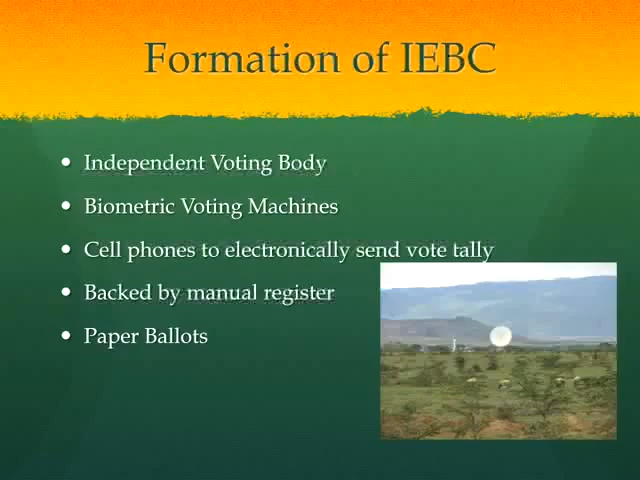 Formation of IEBC
Independent Voting Body
Biometric Voting Machines
Cell phones to electronically send vote tally
Backed by manual register
Paper Ballots